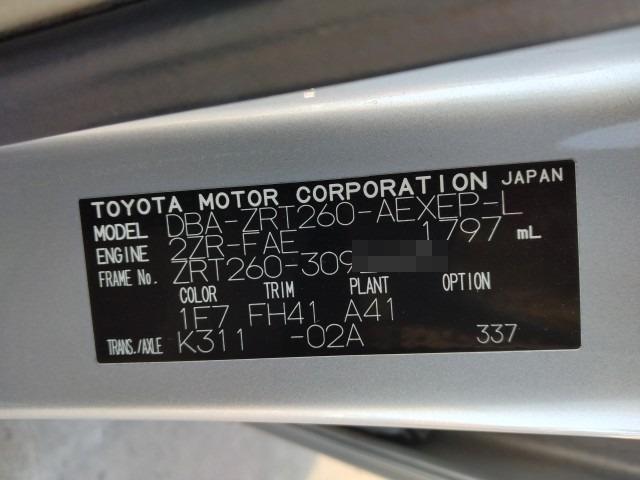 TOYOTA MOTOR CORPORATION JAPAN
MODEL DBA-ZRT260-AEXEP-L
ENGINE 2ZR-FAE 1797 mL
FRAME No. ZRT260-309
COLOR TRIM PLANT OPTION
1E7 FH41 A41
TRANS./AXLE K311 -02A 337